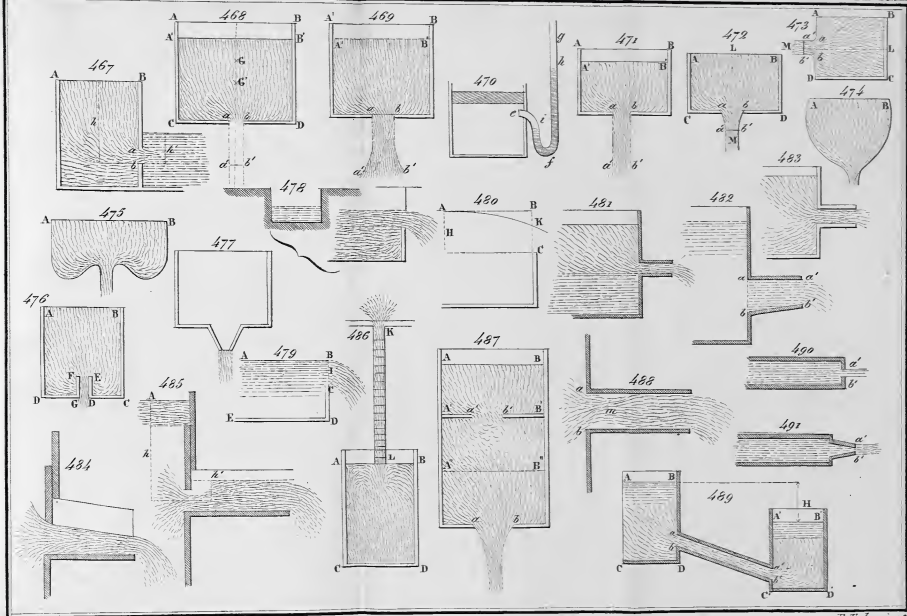 467
A B
h
a
b
h
468
A B
A' B'
G
G'
a b
C D
a' b'
469
A' B
A' B'
a b
a' b'
470
e i f g h
471
A B
A' B'
a b
a' b'
472
L
A B
a b
C D
a' b'
M
473
A B
a' a
M L
b' b
D C
474
A B
475
A B
476
A B
F E
D G D C
477
478
479
A B
I
C
E D
480
A B
H K
C
481
482
a a'
b b'
483
484
485
A
h
h'
486
K
L
A B
C D
487
A B
A' a' b' B'
A" B"
a b
488
a
m
b
489
A B
H
A' B'
a
b
C D
a'
b'
C' D'
490
a'
b'
491
a'
b'